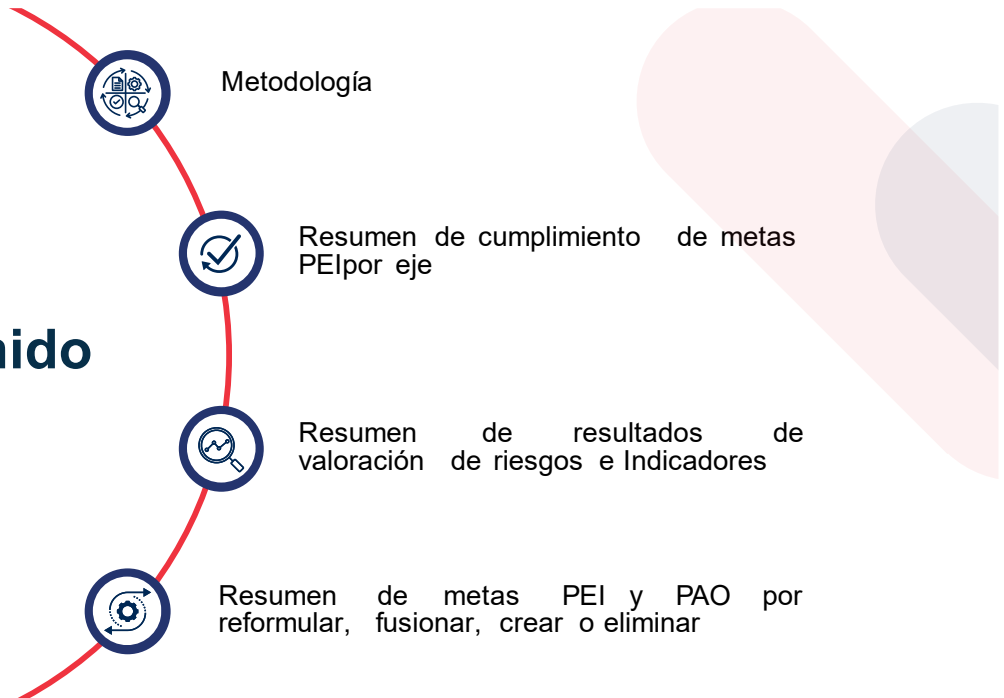 Metodología
Resumen de cumplimiento de metas
PEIpor eje
nido
Resumen de resultados de
valoración de riesgos e Indicadores
Resumen de metas PEI y PAO por
reformular, fusionar, crear o eliminar